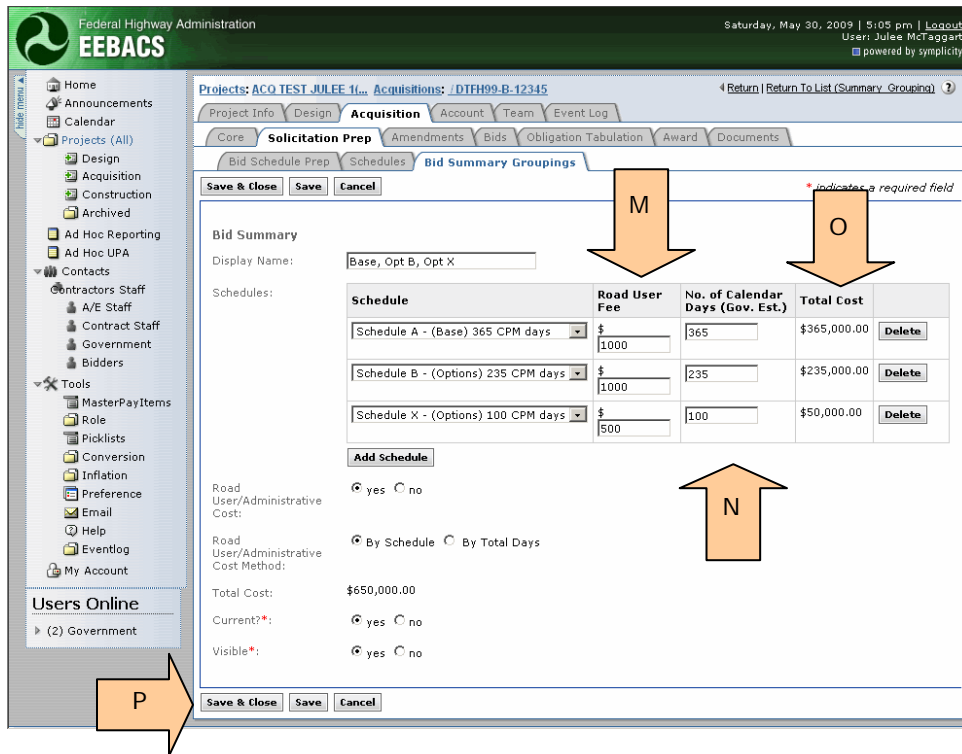 Federal Highway Administration
EEBACS
Saturday, May 30, 2009 | 5:05 pm | Logout
User: Julee McTaggart
powered by symplicity
hide menu
Home
Announcements
Calendar
Projects (All)
Design
Acquisition
Construction
Archived
Ad Hoc Reporting
Ad Hoc UPA
Contacts
Contractors Staff
A/E Staff
Contract Staff
Government
Bidders
Tools
MasterPayItems
Role
Picklists
Conversion
Inflation
Preference
Email
Help
Eventlog
My Account
Users Online
(2) Government
Projects: ACQ TEST JULEE 1(... Acquisitions: / DTFH99-B-12345
Return | Return To List (Summary Grouping) ?
Project Info Design Acquisition Account Team Event Log
Core Solicitation Prep Amendments Bids Obligation Tabulation Award Documents
Bid Schedule Prep Schedules Bid Summary Groupings
Save & Close Save Cancel
* indicates a required field
M
O
Bid Summary
Display Name: Base, Opt B, Opt X
Schedules:
Schedule Road User Fee No. of Calendar Days (Gov. Est.) Total Cost
Schedule A - (Base) 365 CPM days $ 1000 365 $365,000.00 Delete
Schedule B - (Options) 235 CPM days $ 1000 235 $235,000.00 Delete
Schedule X - (Options) 100 CPM days $ 500 100 $50,000.00 Delete
Add Schedule
N
Road User/Administrative Cost: yes no
Road User/Administrative Cost Method: By Schedule By Total Days
Total Cost: $650,000.00
Current?*: yes no
Visible*: yes no
P
Save & Close Save Cancel